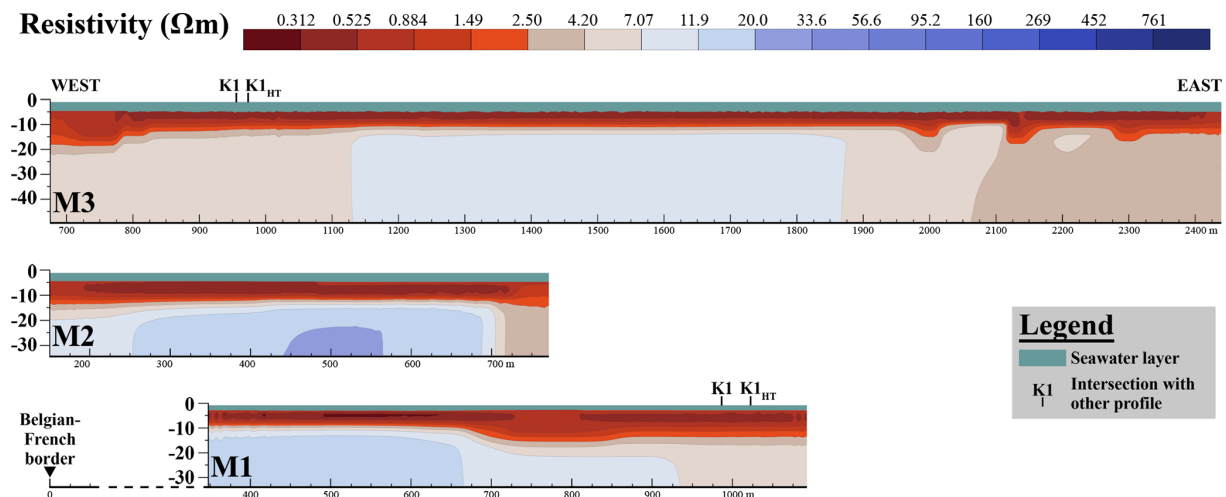 Resistivity (Ωm)
0.312 0.525 0.884 1.49 2.50 4.20 7.07 11.9 20.0 33.6 56.6 95.2 160 269 452 761
WEST K1 K1HT EAST
0
-10
-20
-30
-40
M3
700 800 900 1000 1100 1200 1300 1400 1500 1600 1700 1800 1900 2000 2100 2200 2300 2400 m
0
-10
-20
-30
M2
200 300 400 500 600 700 m
Legend
Seawater layer
K1 Intersection with
other profile
K1 K1HT
Belgian-
French
border
0
0
-10
-20
-30
M1
400 500 600 700 800 900 1000 m